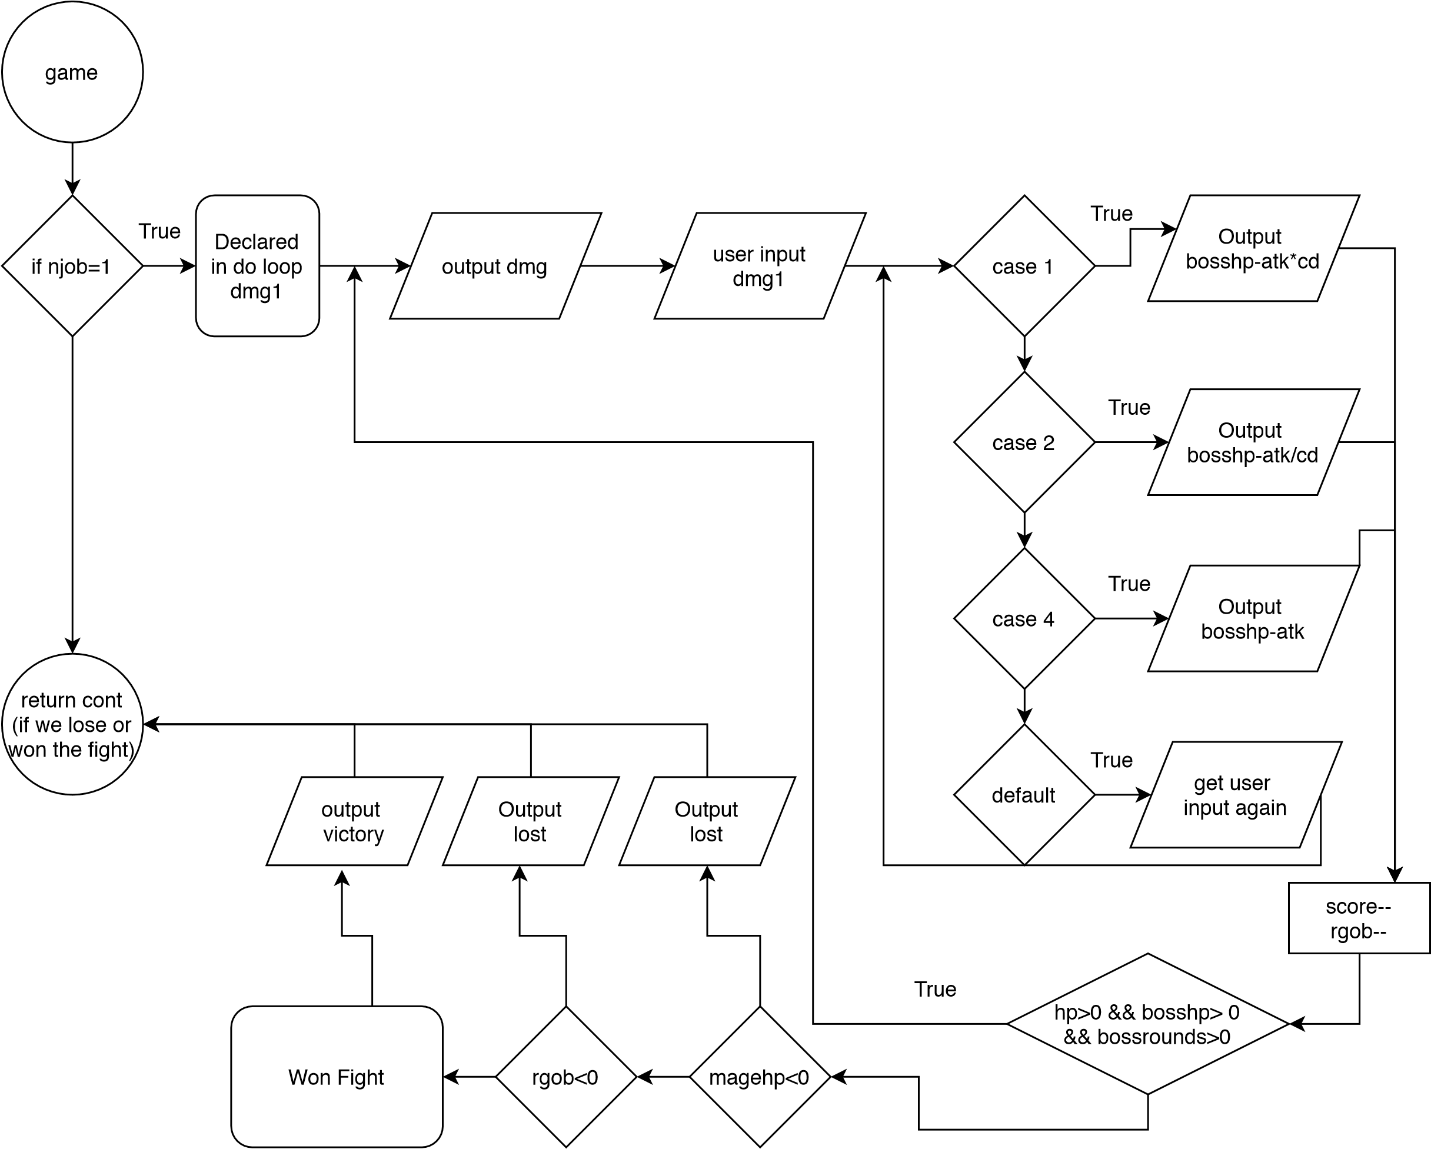 game
if njob=1
True
Declared
in do loop
dmg1
output dmg
user input
dmg1
case 1
True
Output
bosshp-atk*cd
case 2
True
Output
bosshp-atk/cd
case 4
True
Output
bosshp-atk
default
True
get user
input again
return cont
(if we lose or
won the fight)
output
victory
Output
lost
Output
lost
score--
rgob--
True
hp>0 && bosshp> 0
&& bossrounds>0
Won Fight
rgob<0
magehp<0